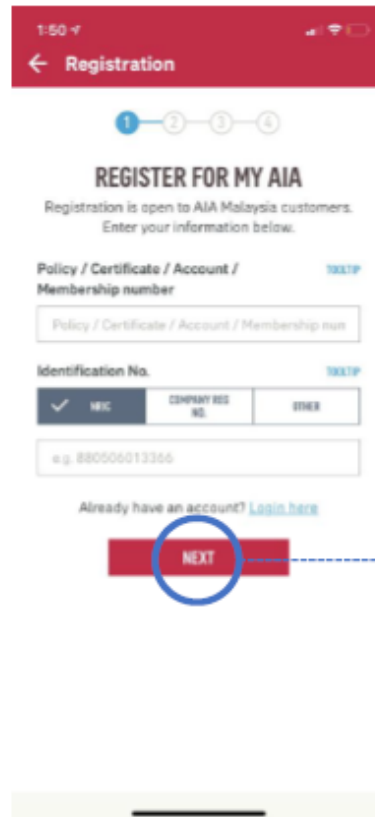 1:50
Registration
1 2 3 4
REGISTER FOR MY AIA
Registration is open to AIA Malaysia customers.
Enter your information below.
Policy / Certificate / Account / TOOLTIP
Membership number
Policy / Certificate / Account / Membership num
Identification No. TOOLTIP
NRIC COMPANY REG OTHER
NO.
e.g. 880506013366
Already have an account? Login here
NEXT